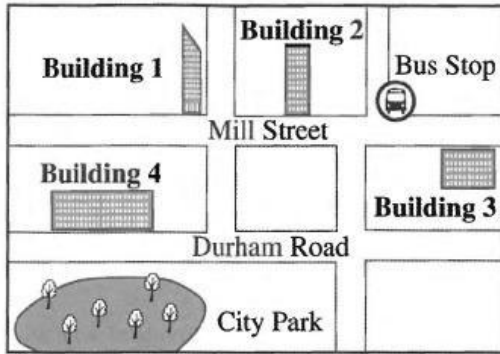 Building 1
Building 2
Bus Stop
Mill Street
Building 4
Building 3
Durham Road
City Park